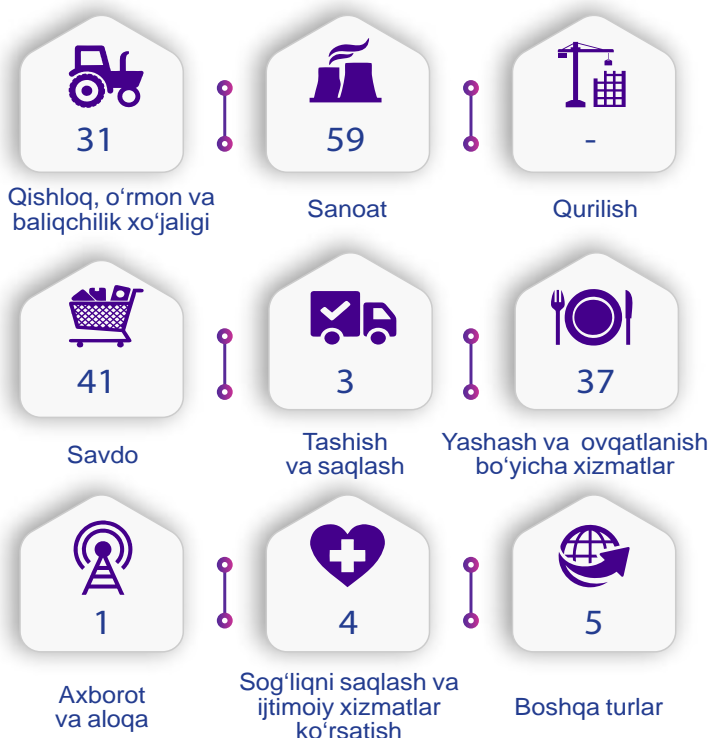 31
Qishloq, o‘rmon va
baliqchilik xo‘jaligi
59
Sanoat
-
Qurilish
41
Savdo
3
Tashish
va saqlash
37
Yashash va ovqatlanish
bo‘yicha xizmatlar
1
Axborot
va aloqa
4
Sog‘liqni saqlash va
ijtimoiy xizmatlar
ko‘rsatish
5
Boshqa turlar